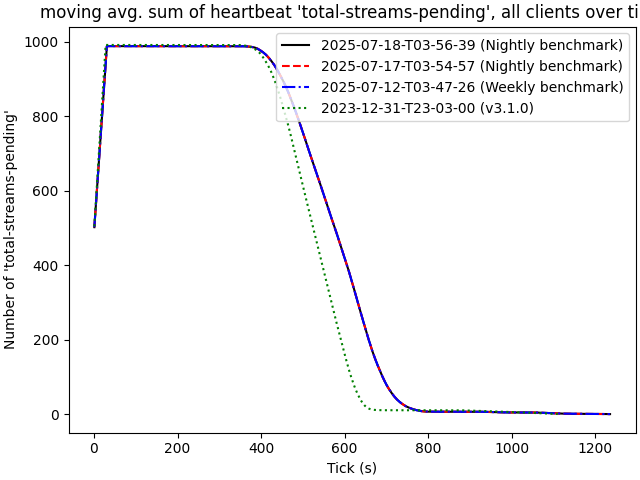 moving avg. sum of heartbeat 'total-streams-pending', all clients over ti
2025-07-18-T03-56-39 (Nightly benchmark)
2025-07-17-T03-54-57 (Nightly benchmark)
2025-07-12-T03-47-26 (Weekly benchmark)
2023-12-31-T23-03-00 (v3.1.0)
Number of 'total-streams-pending'
1000
800
600
400
200
0
0 200 400 600 800 1000 1200
Tick (s)